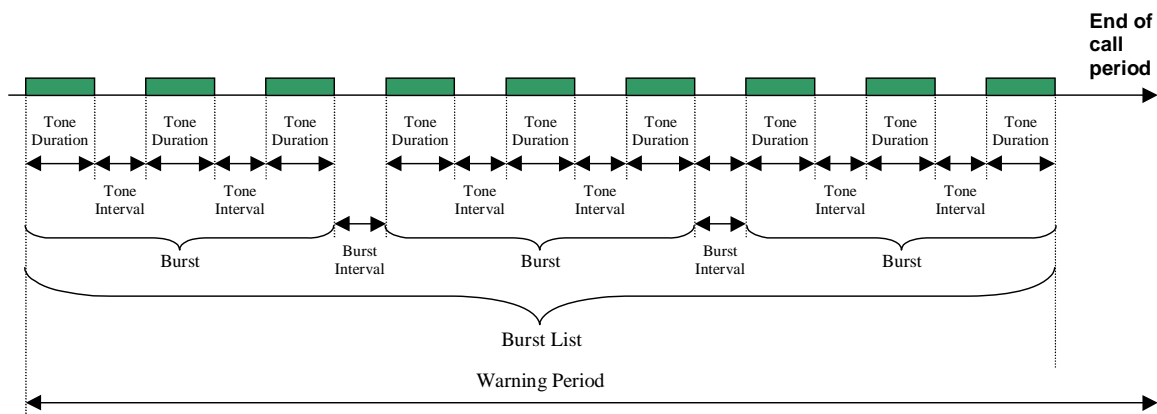 End of
call
period
Tone
Duration
Tone
Duration
Tone
Duration
Tone
Duration
Tone
Duration
Tone
Duration
Tone
Duration
Tone
Duration
Tone
Duration
Tone
Interval
Tone
Interval
Tone
Interval
Tone
Interval
Tone
Interval
Tone
Interval
Burst
Burst
Interval
Burst
Burst
Interval
Burst
Burst List
Warning Period